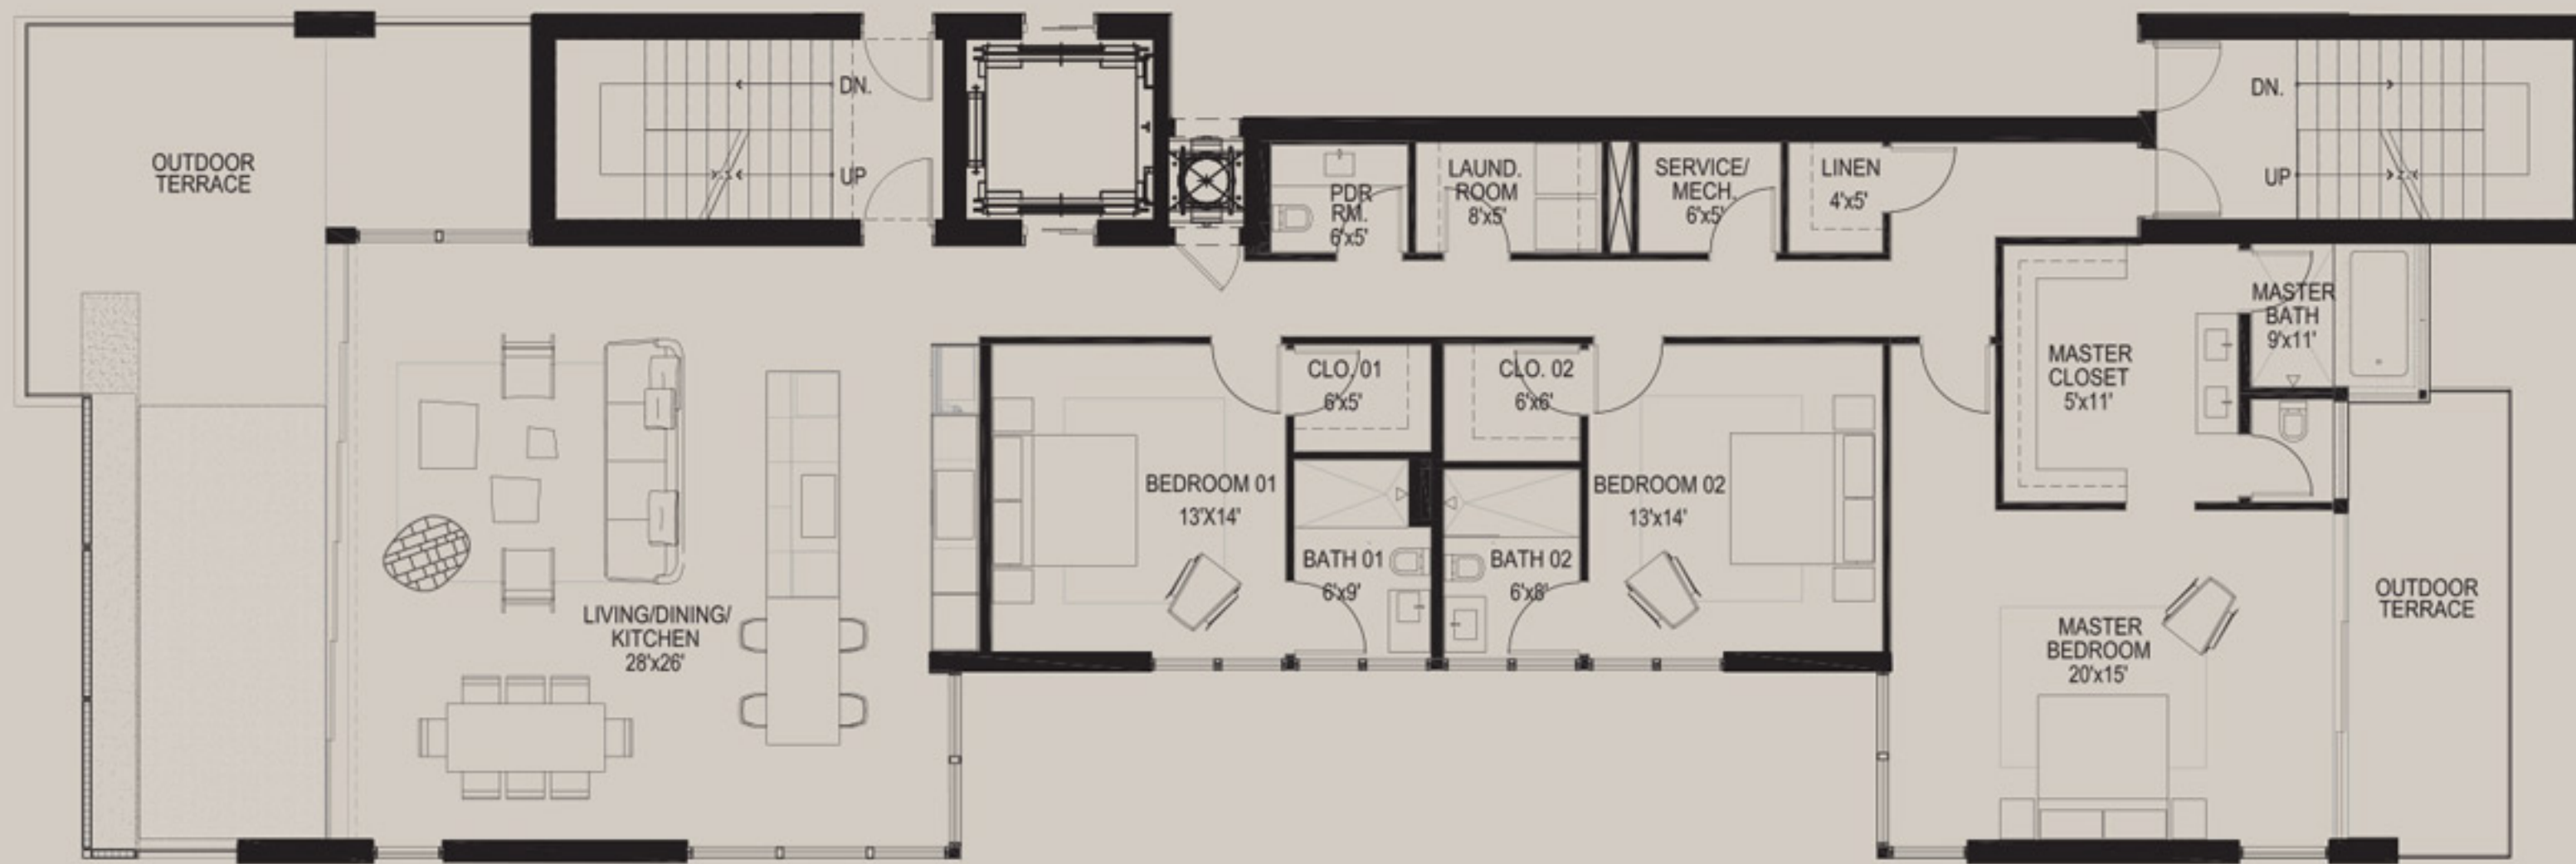 OUTDOOR
TERRACE
DN.
UP
PDR
RM.
6'x5'
LAUND.
ROOM
8'x5'
SERVICE/
MECH.
6'x5'
LINEN
4'x5'
DN.
UP
MASTER
BATH
9'x11'
MASTER
CLOSET
5'x11'
CLO. 01
6'x5'
CLO. 02
6'x6'
BEDROOM 01
13'X14'
BEDROOM 02
13'x14'
BATH 01
6'x9'
BATH 02
6'x8'
LIVING/DINING/
KITCHEN
28'x26'
MASTER
BEDROOM
20'x15'
OUTDOOR
TERRACE